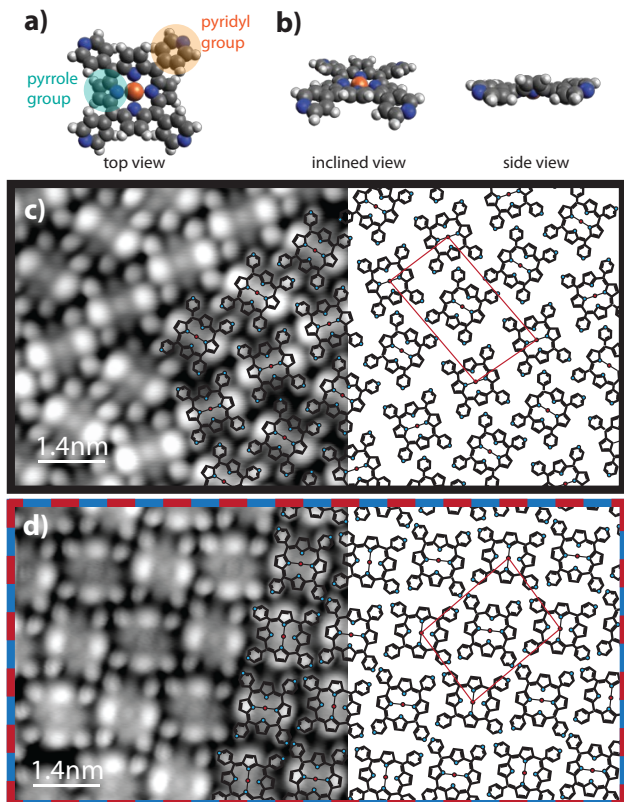 a)
pyridyl
group
b)
pyrrole
group
top view
inclined view
side view
c)
1.4nm
d)
1.4nm